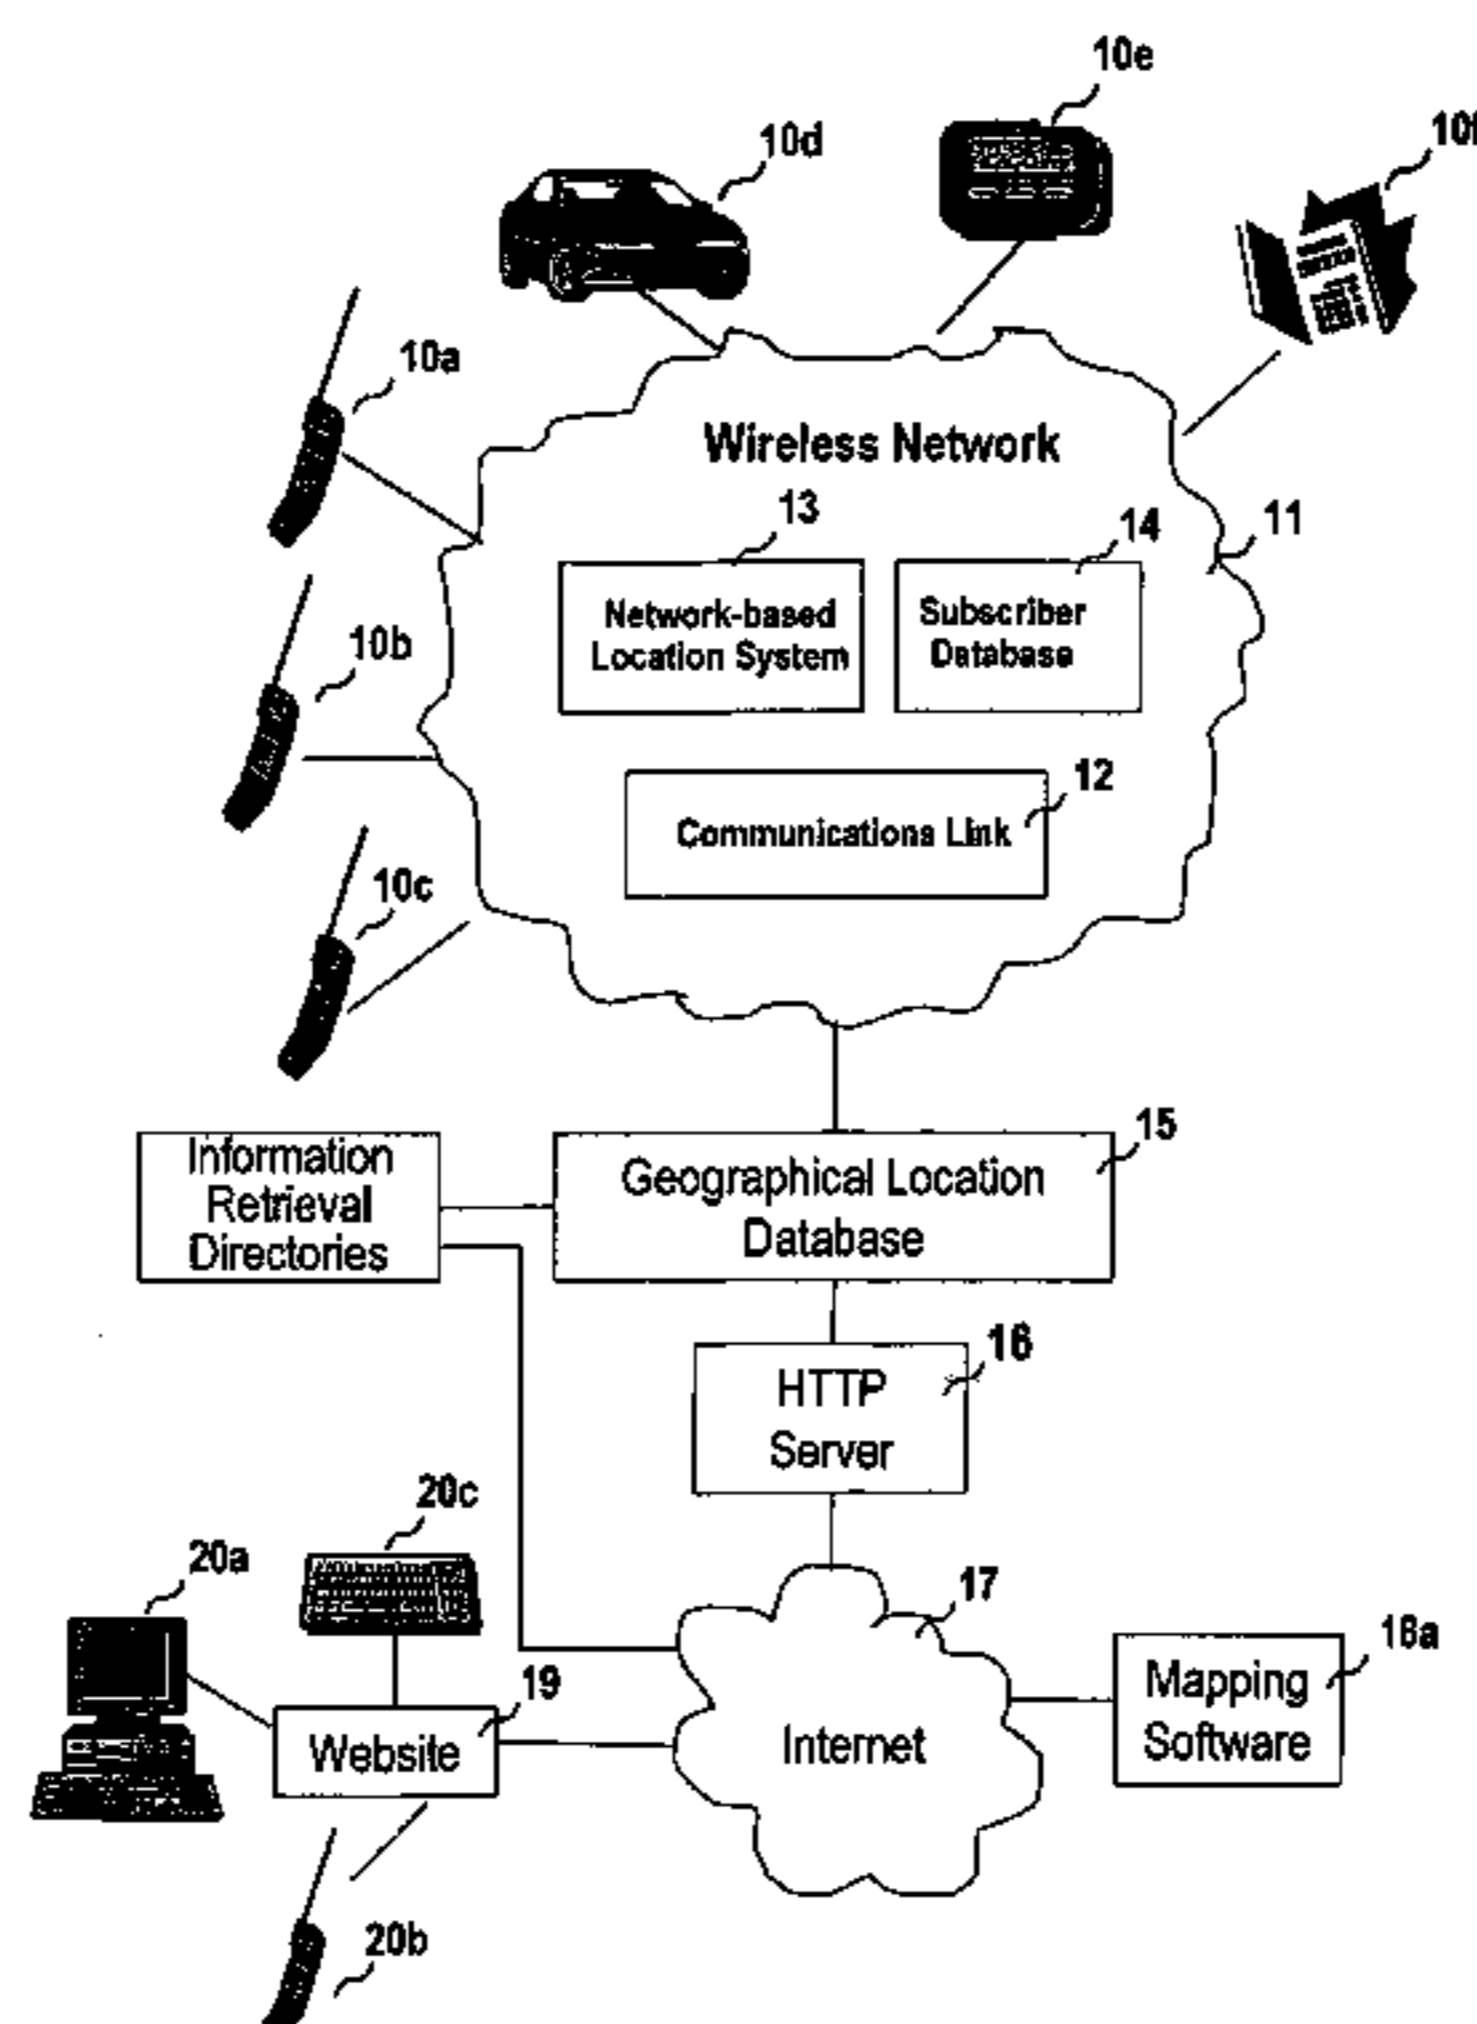 10e
10d
10f
10a
Wireless Network
13
14
11
Network-based
Location System
Subscriber
Database
10b
12
Communications Link
10c
15
Information
Retrieval
Directories
Geographical Location
Database
16
HTTP
Server
20c
20a
17
18a
19
Mapping
Software
Website
Internet
20b